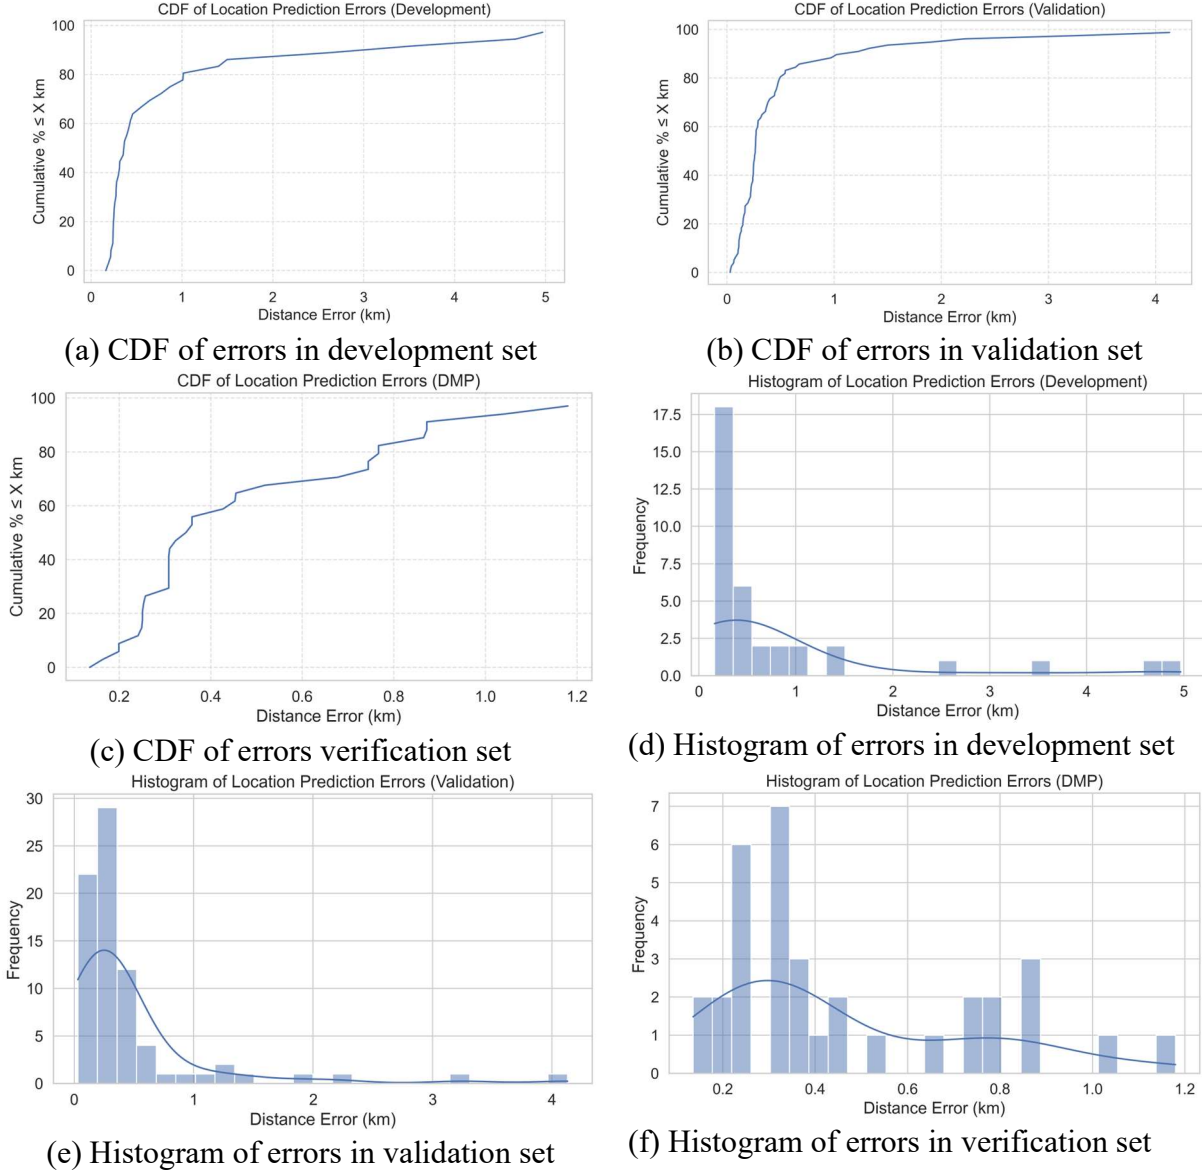 CDF of Location Prediction Errors (Development)
100
80
60
40
20
0
Cumulative % ≤ X km
0 1 2 3 4 5
Distance Error (km)
(a) CDF of errors in development set
CDF of Location Prediction Errors (Validation)
100
80
60
40
20
0
Cumulative % ≤ X km
0 1 2 3 4
Distance Error (km)
(b) CDF of errors in validation set
CDF of Location Prediction Errors (DMP)
100
80
60
40
20
0
Cumulative % ≤ X km
0.2 0.4 0.6 0.8 1.0 1.2
Distance Error (km)
(c) CDF of errors verification set
Histogram of Location Prediction Errors (Development)
17.5
15.0
12.5
10.0
7.5
5.0
2.5
0.0
Frequency
0 1 2 3 4 5
Distance Error (km)
(d) Histogram of errors in development set
Histogram of Location Prediction Errors (Validation)
30
25
20
15
10
5
0
Frequency
0 1 2 3 4
Distance Error (km)
(e) Histogram of errors in validation set
Histogram of Location Prediction Errors (DMP)
7
6
5
4
3
2
1
0
Frequency
0.2 0.4 0.6 0.8 1.0 1.2
Distance Error (km)
(f) Histogram of errors in verification set